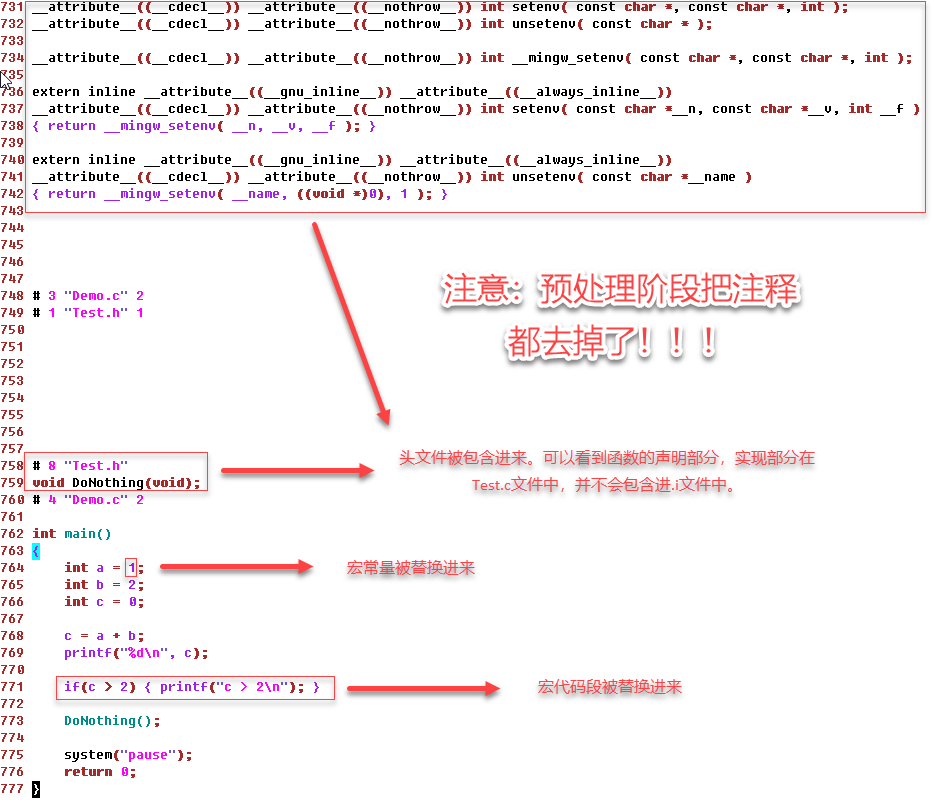 731 __attribute__((__cdecl__)) __attribute__((__nothrow__)) int setenv( const char *, const char *, int );
732 __attribute__((__cdecl__)) __attribute__((__nothrow__)) int unsetenv( const char * );
733
734 __attribute__((__cdecl__)) __attribute__((__nothrow__)) int __mingw_setenv( const char *, const char *, int );
735
736 extern inline __attribute__((__gnu_inline__)) __attribute__((__always_inline__))
737 __attribute__((__cdecl__)) __attribute__((__nothrow__)) int setenv( const char *__n, const char *__v, int __f )
738 { return __mingw_setenv( __n, __v, __f ); }
739
740 extern inline __attribute__((__gnu_inline__)) __attribute__((__always_inline__))
741 __attribute__((__cdecl__)) __attribute__((__nothrow__)) int unsetenv( const char *__name )
742 { return __mingw_setenv( __name, ((void *)0), 1 ); }
743
744
745
746
747
748 # 3 "Demo.c" 2
749 # 1 "Test.h" 1
注意：预处理阶段把注释
都去掉了！！！
750
751
752
753
754
755
756
757
758 # 8 "Test.h"
759 void DoNothing(void);
头文件被包含进来。可以看到函数的声明部分，实现部分在
Test.c文件中，并不会包含进.i文件中。
760 # 4 "Demo.c" 2
761
762 int main()
763 {
764     int a = 1;
宏常量被替换进来
765     int b = 2;
766     int c = 0;
767
768     c = a + b;
769     printf("%d\n", c);
770
771     if(c > 2) { printf("c > 2\n"); }
宏代码段被替换进来
772
773     DoNothing();
774
775     system("pause");
776     return 0;
777 }